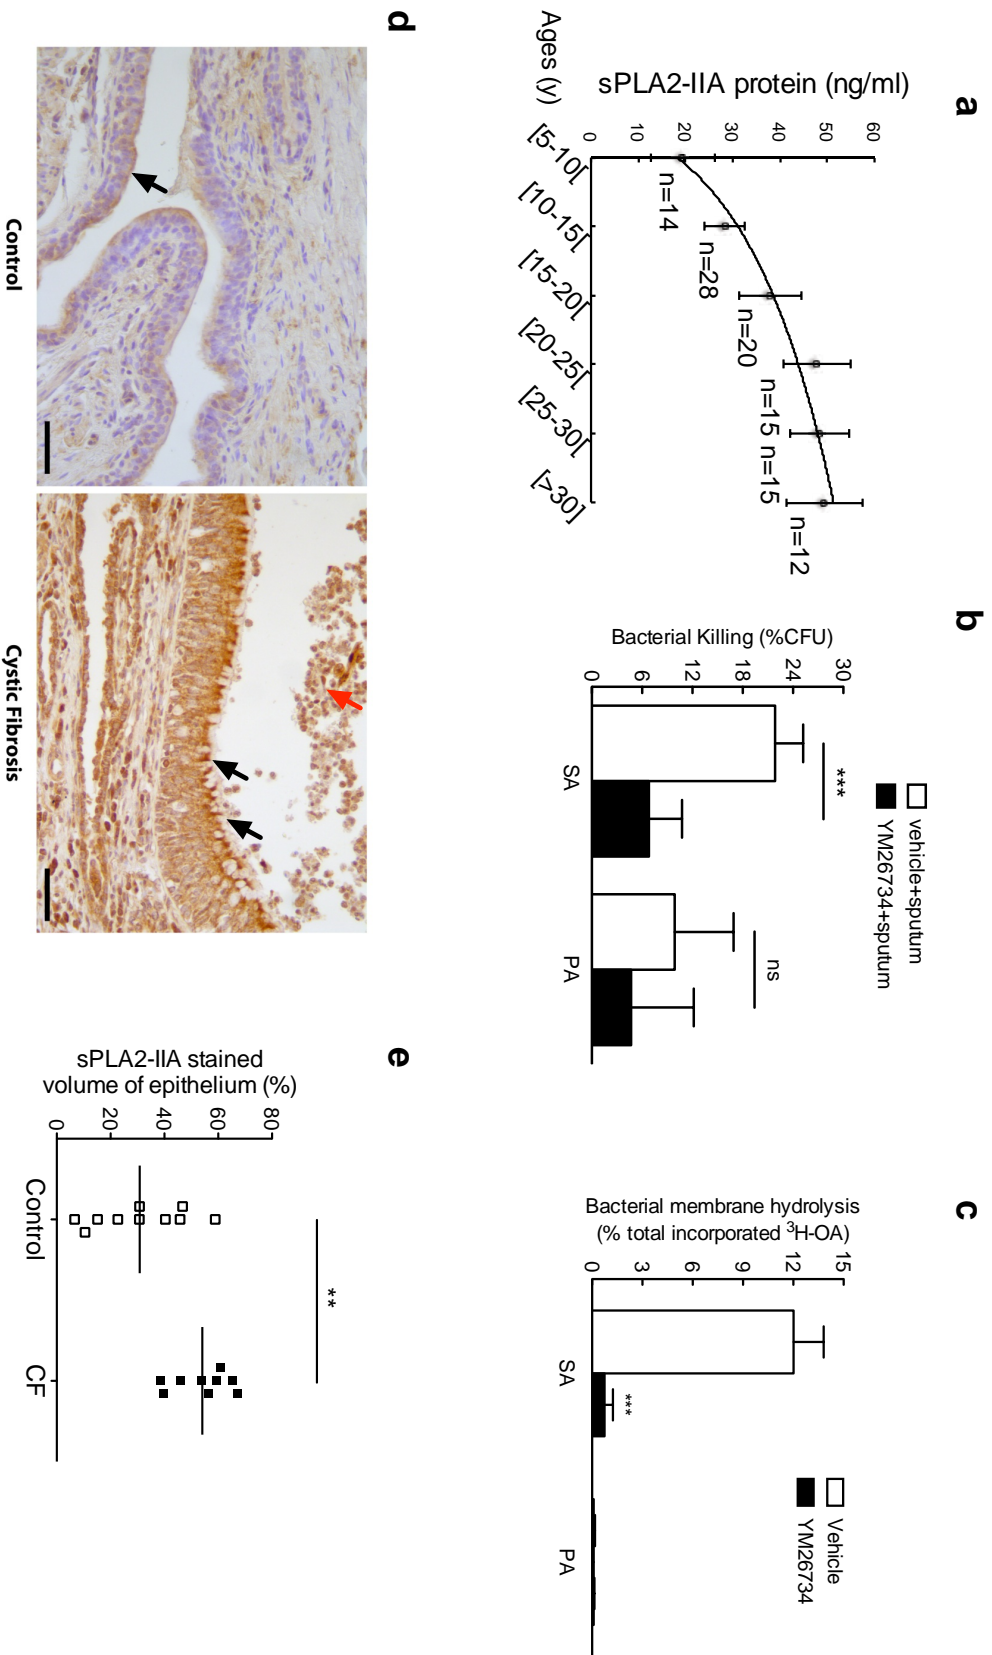 a
sPLA2-IIA protein (ng/ml)
60
50
40
30
20
10
0
n=14
n=28
n=20
n=15
n=15
n=12
Ages (y)
[5-10[
[10-15[
[15-20[
[20-25[
[25-30[
[>30]
b
vehicle+sputum
YM26734+sputum
Bacterial Killing (%CFU)
30
24
18
12
6
0
***
ns
SA
PA
c
Vehicle
YM26734
Bacterial membrane hydrolysis
(% total incorporated ³H-OA)
15
12
9
6
3
0
***
SA
PA
d
Control
Cystic Fibrosis
e
sPLA2-IIA stained
volume of epithelium (%)
80
60
40
20
0
**
Control
CF